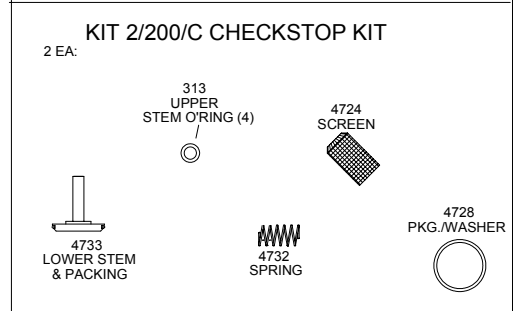 KIT 2/200/C CHECKSTOP KIT
2 EA:
313
UPPER
STEM O'RING (4)
4724
SCREEN
4733
LOWER STEM
& PACKING
4732
SPRING
4728
PKG./WASHER